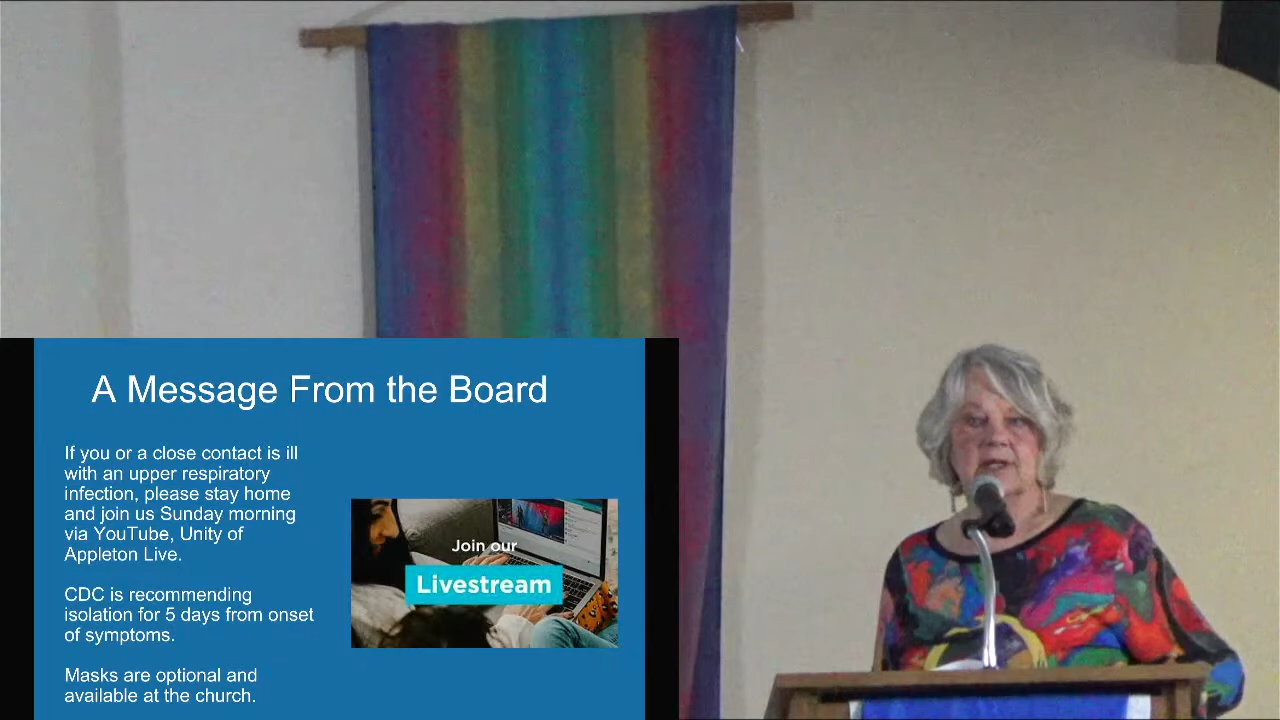 A Message From the Board
If you or a close contact is ill
with an upper respiratory
infection, please stay home
and join us Sunday morning
via YouTube, Unity of
Appleton Live.
CDC is recommending
isolation for 5 days from onset
of symptoms.
Masks are optional and
available at the church.
Join our
Livestream